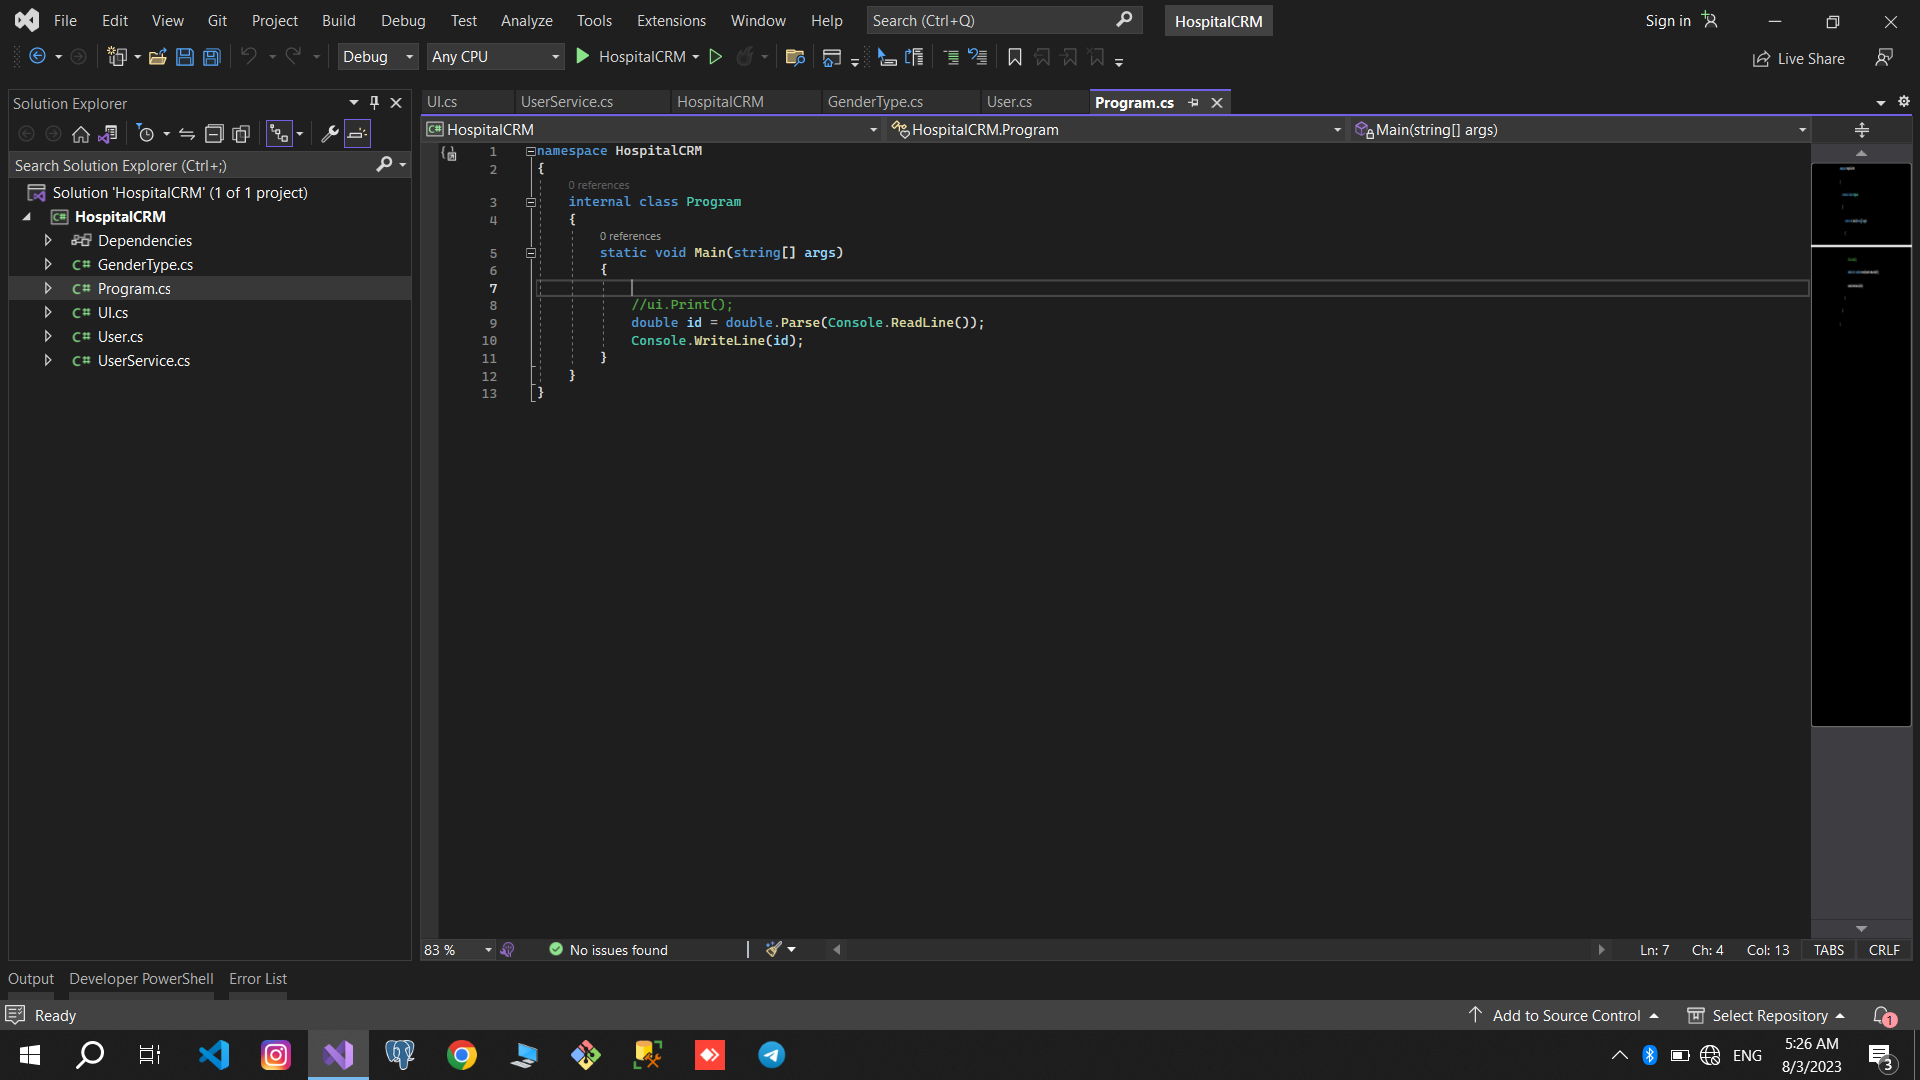 File Edit View Git Project Build Debug Test Analyze Tools Extensions Window Help Search (Ctrl+Q) HospitalCRM Sign in
Debug Any CPU HospitalCRM Live Share
Solution Explorer
Search Solution Explorer (Ctrl+;)
Solution 'HospitalCRM' (1 of 1 project)
C# HospitalCRM
Dependencies
C# GenderType.cs
C# Program.cs
C# UI.cs
C# User.cs
C# UserService.cs
UI.cs UserService.cs HospitalCRM GenderType.cs User.cs Program.cs
C# HospitalCRM HospitalCRM.Program Main(string[] args)
1 namespace HospitalCRM
2 {
0 references
3 internal class Program
4 {
0 references
5 static void Main(string[] args)
6 {
7
8 //ui.Print();
9 double id = double.Parse(Console.ReadLine());
10 Console.WriteLine(id);
11 }
12 }
13 }
83 % No issues found Ln: 7 Ch: 4 Col: 13 TABS CRLF
Output Developer PowerShell Error List
Ready Add to Source Control Select Repository 1
ENG 5:26 AM 3
8/3/2023